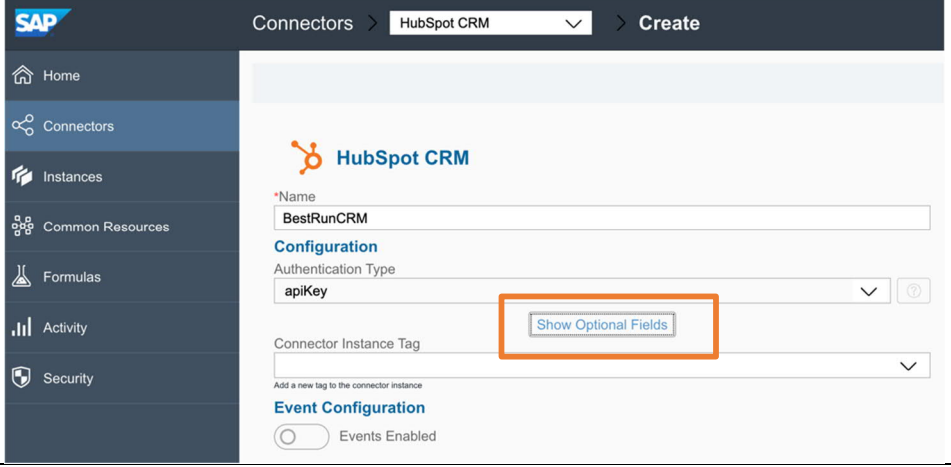 SAP
Connectors > HubSpot CRM > Create
Home
Connectors
Instances
Common Resources
Formulas
Activity
Security
HubSpot CRM
*Name
BestRunCRM
Configuration
Authentication Type
apiKey
Show Optional Fields
Connector Instance Tag
Add a new tag to the connector instance
Event Configuration
Events Enabled